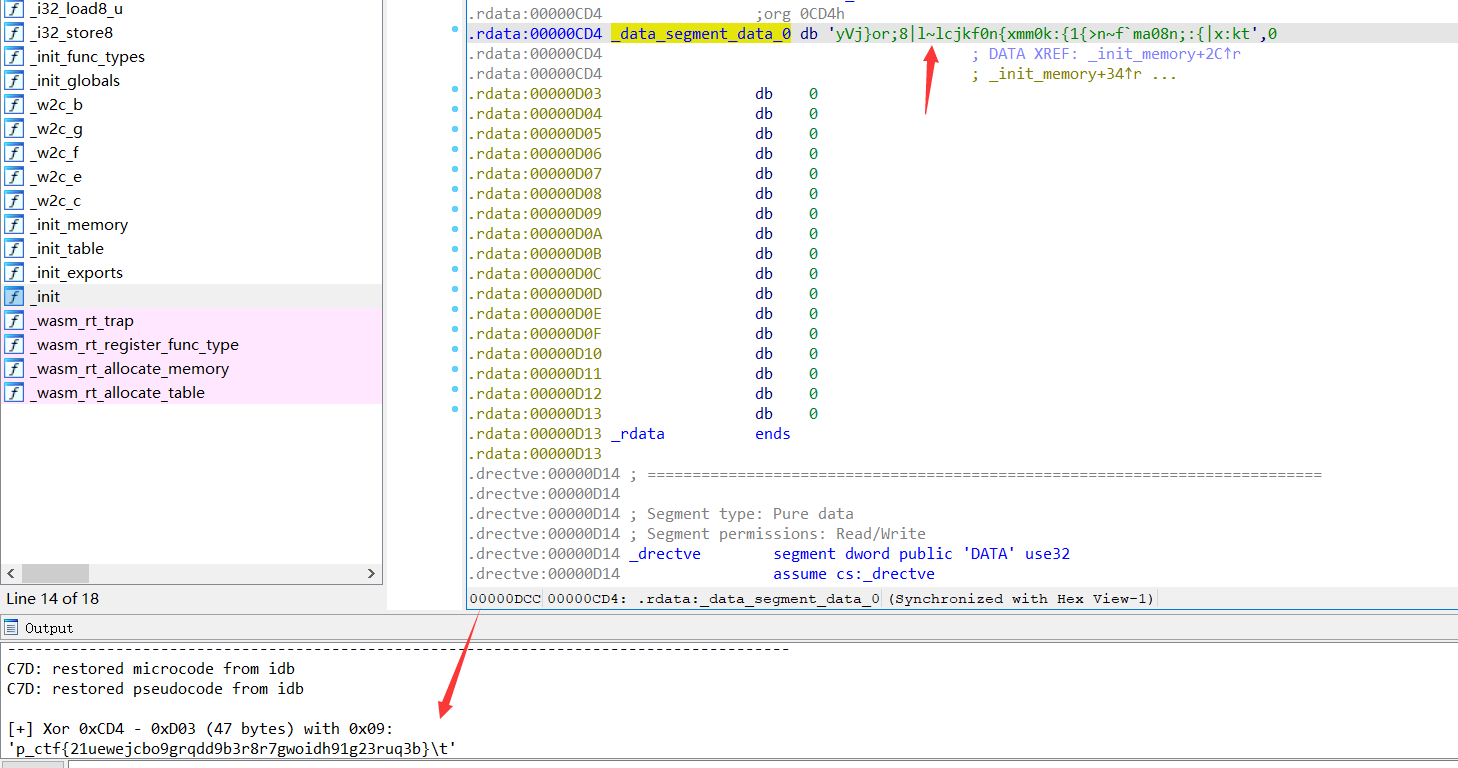 _i32_load8_u
_i32_store8
_init_func_types
_init_globals
_w2c_b
_w2c_g
_w2c_f
_w2c_e
_w2c_c
_init_memory
_init_table
_init_exports
_init
_wasm_rt_trap
_wasm_rt_register_func_type
_wasm_rt_allocate_memory
_wasm_rt_allocate_table
Line 14 of 18
.rdata:00000CD4 ;org 0CD4h
.rdata:00000CD4 _data_segment_data_0 db 'yVj}or;8|l~lcjkf0n{xmm0k:{1{>n~f`ma08n;:{|x:kt',0
.rdata:00000CD4 ; DATA XREF: _init_memory+2C↑r
.rdata:00000CD4 ; _init_memory+34↑r ...
.rdata:00000D03 db 0
.rdata:00000D04 db 0
.rdata:00000D05 db 0
.rdata:00000D06 db 0
.rdata:00000D07 db 0
.rdata:00000D08 db 0
.rdata:00000D09 db 0
.rdata:00000D0A db 0
.rdata:00000D0B db 0
.rdata:00000D0C db 0
.rdata:00000D0D db 0
.rdata:00000D0E db 0
.rdata:00000D0F db 0
.rdata:00000D10 db 0
.rdata:00000D11 db 0
.rdata:00000D12 db 0
.rdata:00000D13 db 0
.rdata:00000D13 _rdata ends
.rdata:00000D13
.drectve:00000D14 ; ===========================================================================
.drectve:00000D14
.drectve:00000D14 ; Segment type: Pure data
.drectve:00000D14 ; Segment permissions: Read/Write
.drectve:00000D14 _drectve segment dword public 'DATA' use32
.drectve:00000D14 assume cs:_drectve
00000DCC 00000CD4: .rdata:_data_segment_data_0 (Synchronized with Hex View-1)
Output
---------------------------------------------------------------------------------------
C7D: restored microcode from idb
C7D: restored pseudocode from idb
[+] Xor 0xCD4 - 0xD03 (47 bytes) with 0x09:
'p_ctf{21uewejcbo9grqdd9b3r8r7gwoidh91g23ruq3b}\t'